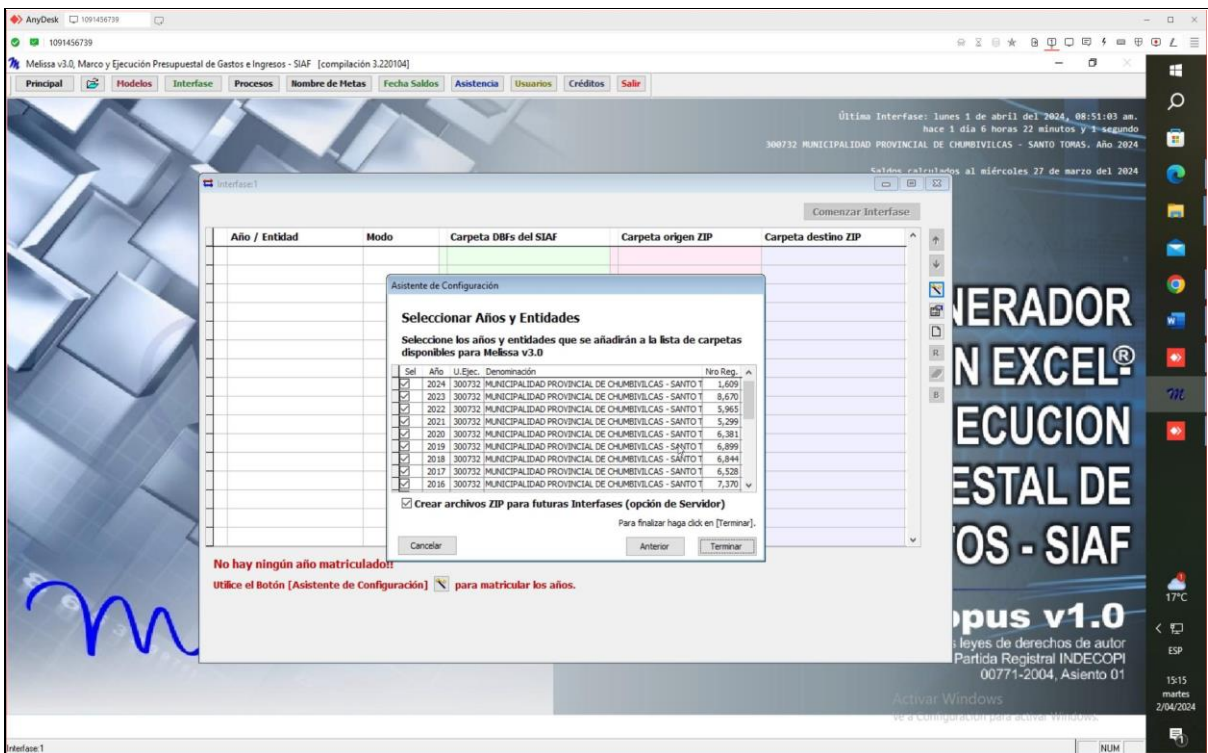 AnyDesk 1091456739
1091456739
Melissa v3.0, Marco y Ejecución Presupuestal de Gastos e Ingresos - SIAF [compilación 3.220104]
Principal Modelos Interfase Procesos Nombre de Metas Fecha Saldos Asistencia Usuarios Créditos Salir
Última Interfase: lunes 1 de abril del 2024, 08:51:03 am.
hace 1 día 6 horas 22 minutos y 1 segundo
300732 MUNICIPALIDAD PROVINCIAL DE CHUMBIVILCAS - SANTO TOMAS. Año 2024
Saldos calculados al miércoles 27 de marzo del 2024
Interfase:1
Comenzar Interfase
Año / Entidad Modo Carpeta DBFs del SIAF Carpeta origen ZIP Carpeta destino ZIP
Asistente de Configuración
Seleccionar Años y Entidades
Seleccione los años y entidades que se añadirán a la lista de carpetas
disponibles para Melissa v3.0
Sel Año U.Ejec. Denominación Nro Reg.
2024 300732 MUNICIPALIDAD PROVINCIAL DE CHUMBIVILCAS - SANTO T 1,609
2023 300732 MUNICIPALIDAD PROVINCIAL DE CHUMBIVILCAS - SANTO T 8,670
2022 300732 MUNICIPALIDAD PROVINCIAL DE CHUMBIVILCAS - SANTO T 5,965
2021 300732 MUNICIPALIDAD PROVINCIAL DE CHUMBIVILCAS - SANTO T 5,299
2020 300732 MUNICIPALIDAD PROVINCIAL DE CHUMBIVILCAS - SANTO T 6,381
2019 300732 MUNICIPALIDAD PROVINCIAL DE CHUMBIVILCAS - SANTO T 6,899
2018 300732 MUNICIPALIDAD PROVINCIAL DE CHUMBIVILCAS - SANTO T 6,844
2017 300732 MUNICIPALIDAD PROVINCIAL DE CHUMBIVILCAS - SANTO T 6,528
2016 300732 MUNICIPALIDAD PROVINCIAL DE CHUMBIVILCAS - SANTO T 7,370
Crear archivos ZIP para futuras Interfases (opción de Servidor)
Para finalizar haga click en [Terminar].
Cancelar Anterior Terminar
No hay ningún año matriculado!!
Utilice el Botón [Asistente de Configuración] para matricular los años.
R
B
NERADOR
N EXCEL®
ECUCION
ESTAL DE
OS - SIAF
opus v1.0
leyes de derechos de autor
Partida Registral INDECOPI
00771-2004, Asiento 01
Activar Windows
Ve a Configuración para activar Windows.
Interfase:1 NUM
17°C
ESP
15:15
martes
2/04/2024